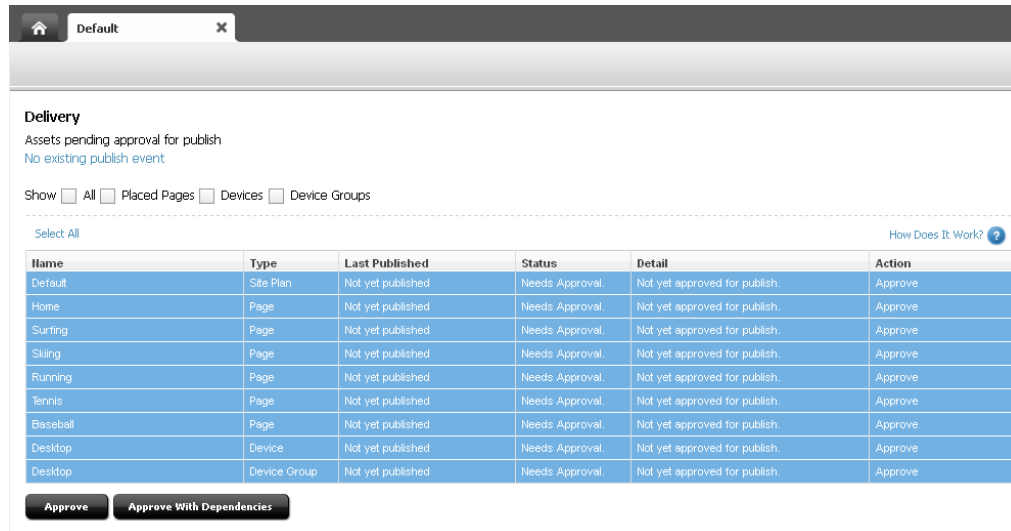 Default
Delivery
Assets pending approval for publish
No existing publish event
Show All Placed Pages Devices Device Groups
Select All How Does It Work? ?
Name Type Last Published Status Detail Action
Default Site Plan Not yet published Needs Approval. Not yet approved for publish. Approve
Home Page Not yet published Needs Approval. Not yet approved for publish. Approve
Surfing Page Not yet published Needs Approval. Not yet approved for publish. Approve
Skiing Page Not yet published Needs Approval. Not yet approved for publish. Approve
Running Page Not yet published Needs Approval. Not yet approved for publish. Approve
Tennis Page Not yet published Needs Approval. Not yet approved for publish. Approve
Baseball Page Not yet published Needs Approval. Not yet approved for publish. Approve
Desktop Device Not yet published Needs Approval. Not yet approved for publish. Approve
Desktop Device Group Not yet published Needs Approval. Not yet approved for publish. Approve
Approve Approve With Dependencies